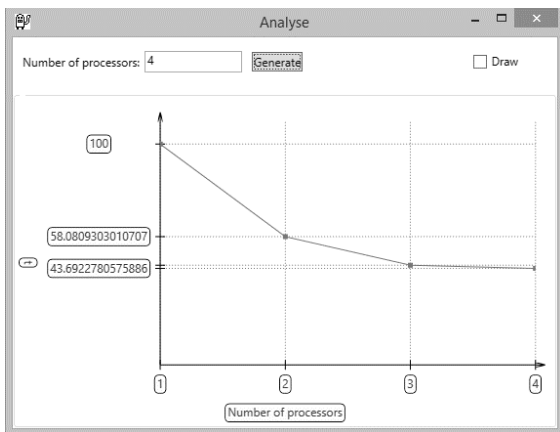 Analyse
Number of processors: 4 Generate Draw
100
58.0809303010707
43.6922780575886
1 2 3 4
Number of processors